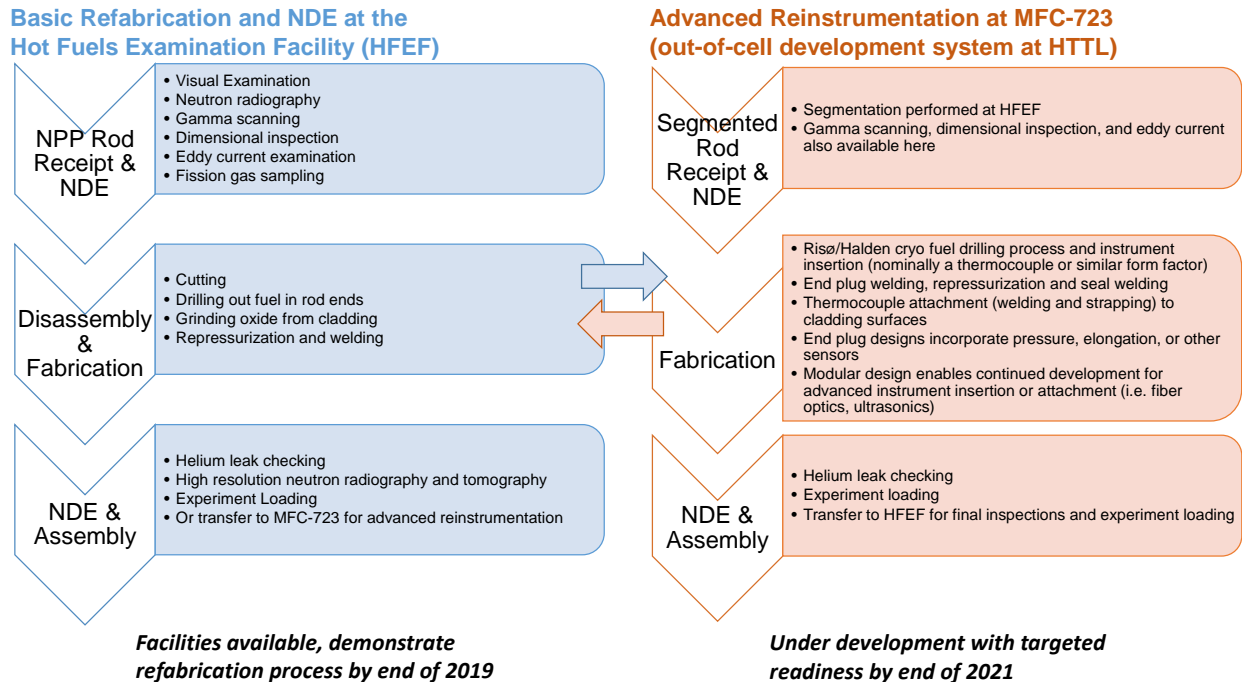 Basic Refabrication and NDE at the
Hot Fuels Examination Facility (HFEF)
NPP Rod
Receipt &
NDE
• Visual Examination
• Neutron radiography
• Gamma scanning
• Dimensional inspection
• Eddy current examination
• Fission gas sampling
Disassembly
&
Fabrication
• Cutting
• Drilling out fuel in rod ends
• Grinding oxide from cladding
• Repressurization and welding
NDE &
Assembly
• Helium leak checking
• High resolution neutron radiography and tomography
• Experiment Loading
• Or transfer to MFC-723 for advanced reinstrumentation
Facilities available, demonstrate
refabrication process by end of 2019
Advanced Reinstrumentation at MFC-723
(out-of-cell development system at HTTL)
Segmented
Rod
Receipt &
NDE
• Segmentation performed at HFEF
• Gamma scanning, dimensional inspection, and eddy current
also available here
Fabrication
• Risø/Halden cryo fuel drilling process and instrument
insertion (nominally a thermocouple or similar form factor)
• End plug welding, repressurization and seal welding
• Thermocouple attachment (welding and strapping) to
cladding surfaces
• End plug designs incorporate pressure, elongation, or other
sensors
• Modular design enables continued development for
advanced instrument insertion or attachment (i.e. fiber
optics, ultrasonics)
NDE &
Assembly
• Helium leak checking
• Experiment loading
• Transfer to HFEF for final inspections and experiment loading
Under development with targeted
readiness by end of 2021